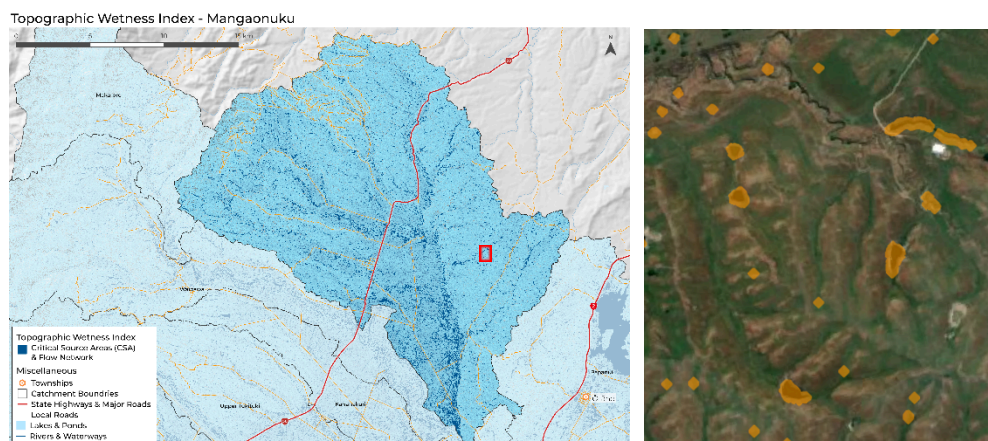 Topographic Wetness Index - Mangaonuku
0 5 10 15 km
N
Topographic Wetness Index
Critical Source Areas (CSA)
& Flow Network
Miscellaneous
Townships
Catchment Boundries
State Highways & Major Roads
Local Roads
Lakes & Ponds
Rivers & Waterways